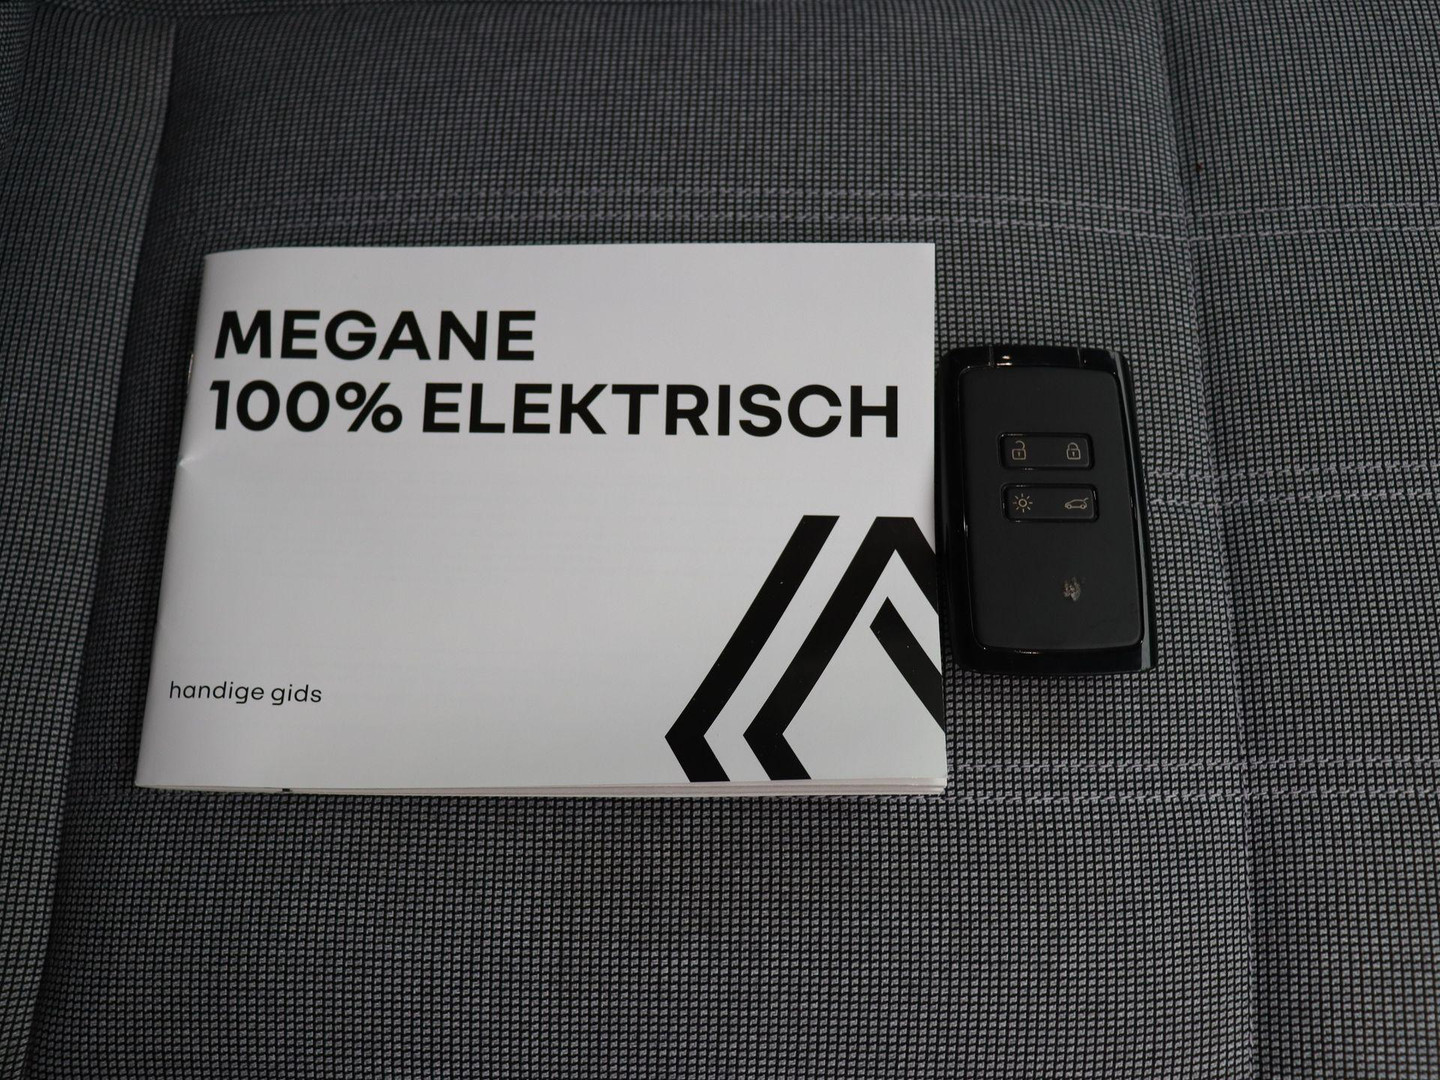 MEGANE
100% ELEKTRISCH
handige gids